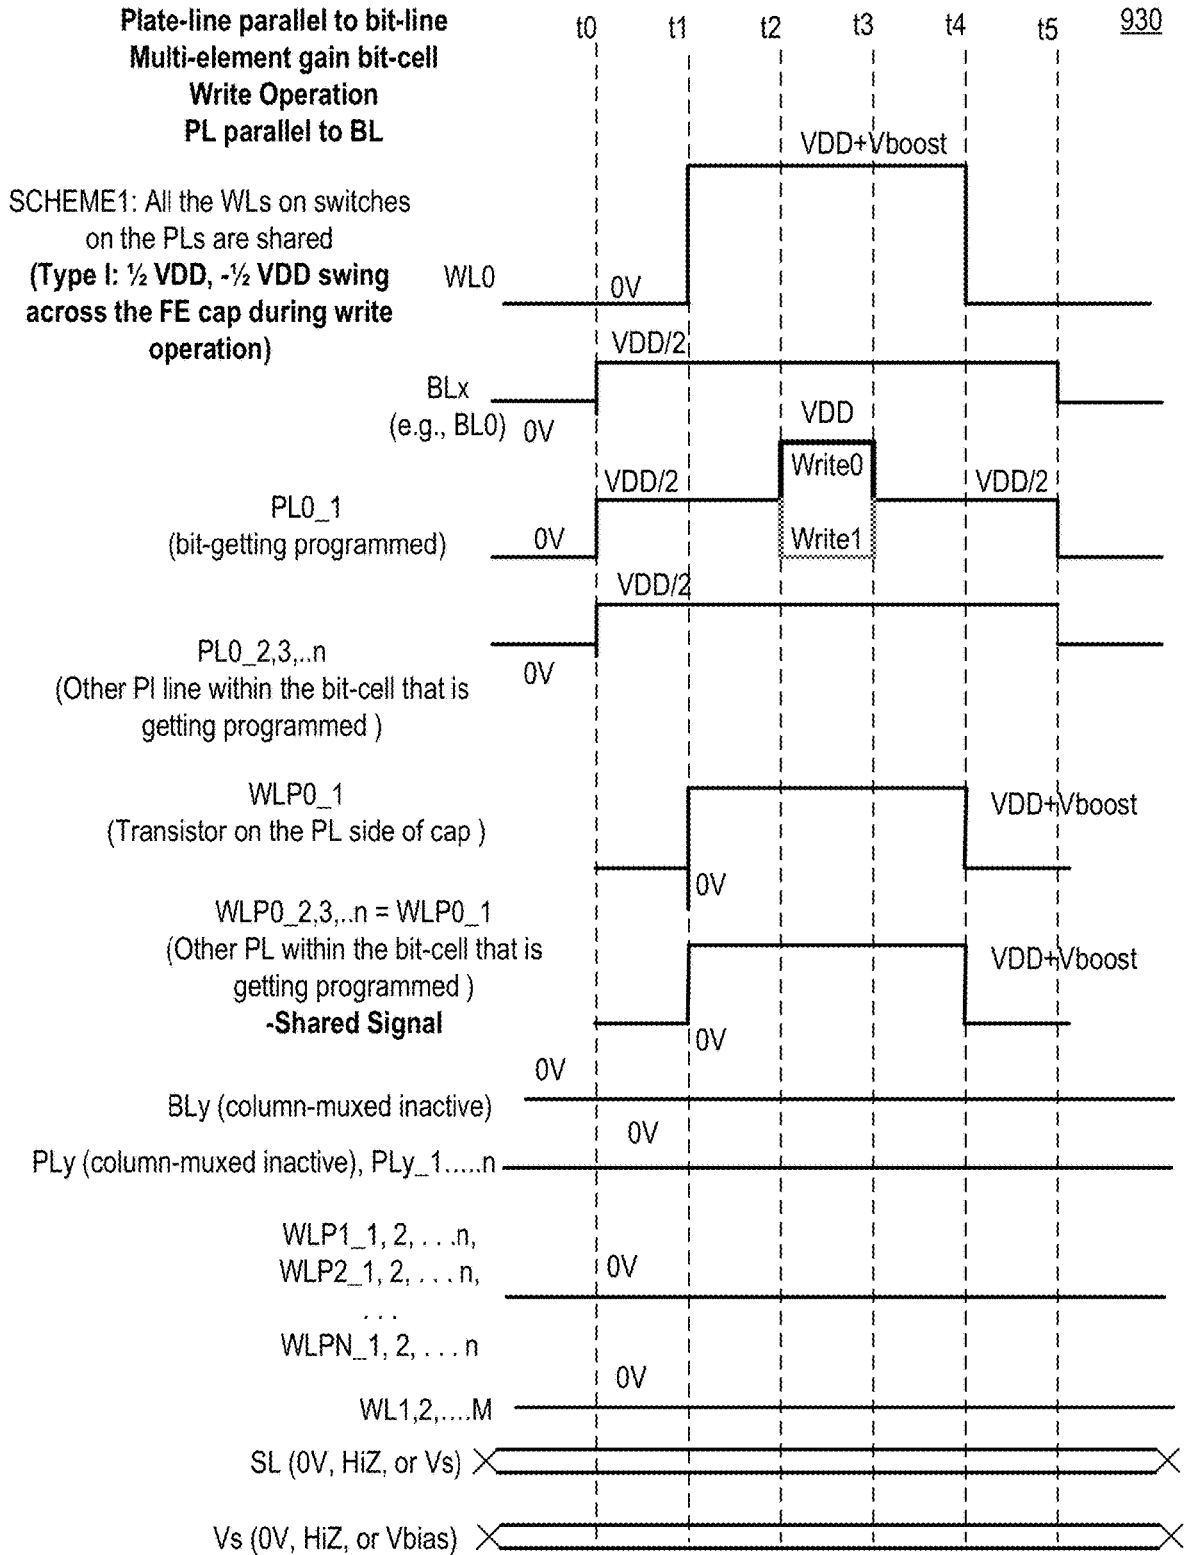 Plate-line parallel to bit-line
Multi-element gain bit-cell
Write Operation
PL parallel to BL
t0 t1 t2 t3 t4 t5 930
SCHEME1: All the WLs on switches
on the PLs are shared
(Type I: ½ VDD, -½ VDD swing
across the FE cap during write
operation)
VDD+Vboost
WL0
0V
VDD/2
BLx
(e.g., BL0)
0V
VDD
Write0
VDD/2
VDD/2
PL0_1
(bit-getting programmed)
0V
Write1
VDD/2
PL0_2,3,..n
(Other Pl line within the bit-cell that is
getting programmed )
0V
WLP0_1
(Transistor on the PL side of cap )
VDD+Vboost
0V
WLP0_2,3,..n = WLP0_1
(Other PL within the bit-cell that is
getting programmed )
-Shared Signal
VDD+Vboost
0V
0V
BLy (column-muxed inactive)
0V
PLy (column-muxed inactive), PLy_1.....n
WLP1_1, 2, . . .n,
WLP2_1, 2, . . . n,
. . .
WLPN_1, 2, . . . n
0V
0V
WL1,2,....M
SL (0V, HiZ, or Vs)
Vs (0V, HiZ, or Vbias)